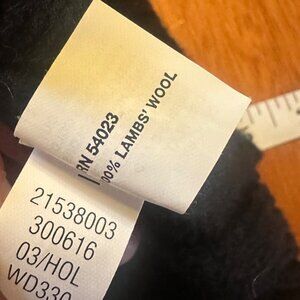 RN 54023
100% LAMBS' WOOL
21538003
300616
03/HOL
WD330